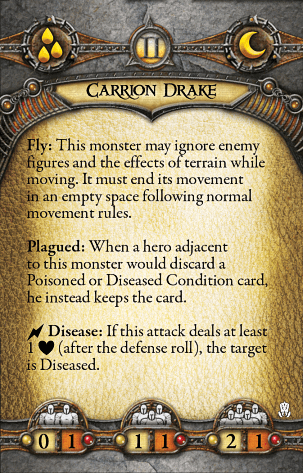 II
CARRION DRAKE
Fly: This monster may ignore enemy
figures and the effects of terrain while
moving. It must end its movement
in an empty space following normal
movement rules.
Plagued: When a hero adjacent
to this monster would discard a
Poisoned or Diseased Condition card,
he instead keeps the card.
Disease: If this attack deals at least
1 (after the defense roll), the target
is Diseased.
0 1 1 1 2 1